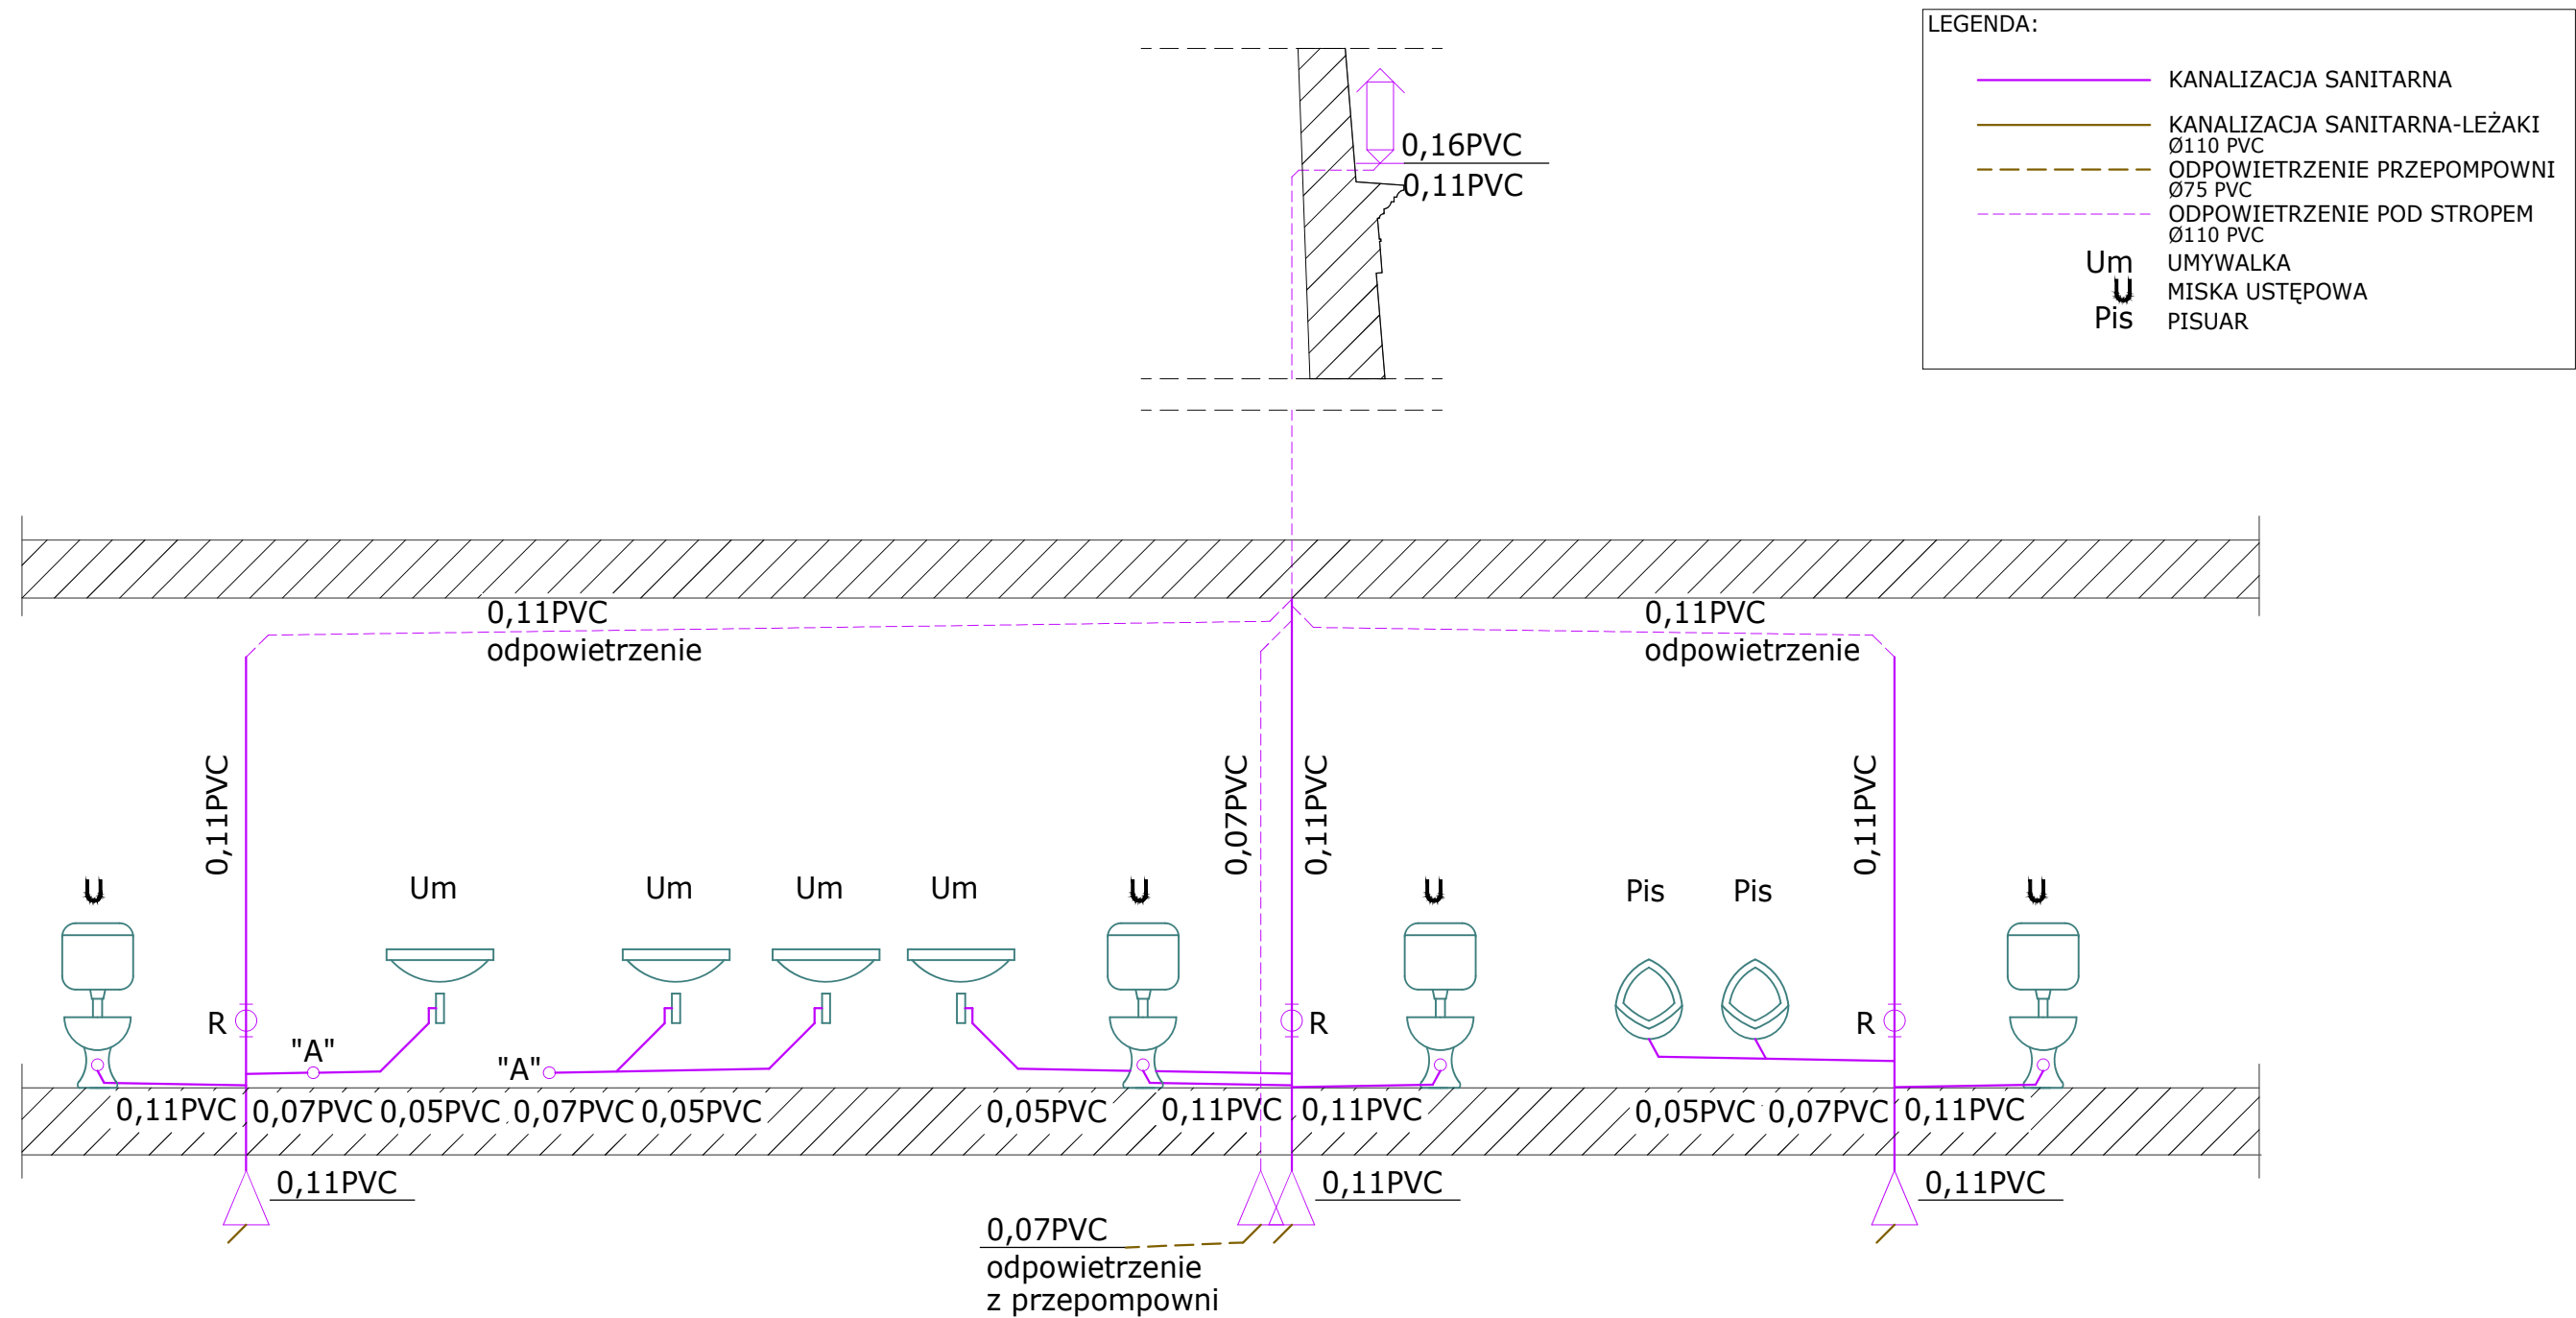 LEGENDA:
KANALIZACJA SANITARNA
KANALIZACJA SANITARNA-LEŻAKI
Ø110 PVC
ODPOWIETRZENIE PRZEPOMPOWNI
Ø75 PVC
ODPOWIETRZENIE POD STROPEM
Ø110 PVC
Um UMYWALKA
U MISKA USTĘPOWA
Pis PISUAR
0,16PVC
0,11PVC
0,11PVC
odpowietrzenie
0,11PVC
odpowietrzenie
0,11PVC
0,07PVC
0,11PVC
0,11PVC
U Um Um Um Um U U Pis Pis U
R R R
"A" "A"
0,11PVC 0,07PVC 0,05PVC 0,07PVC 0,05PVC 0,05PVC 0,11PVC 0,11PVC 0,05PVC 0,07PVC 0,11PVC
0,11PVC 0,11PVC 0,11PVC
0,07PVC
odpowietrzenie
z przepompowni